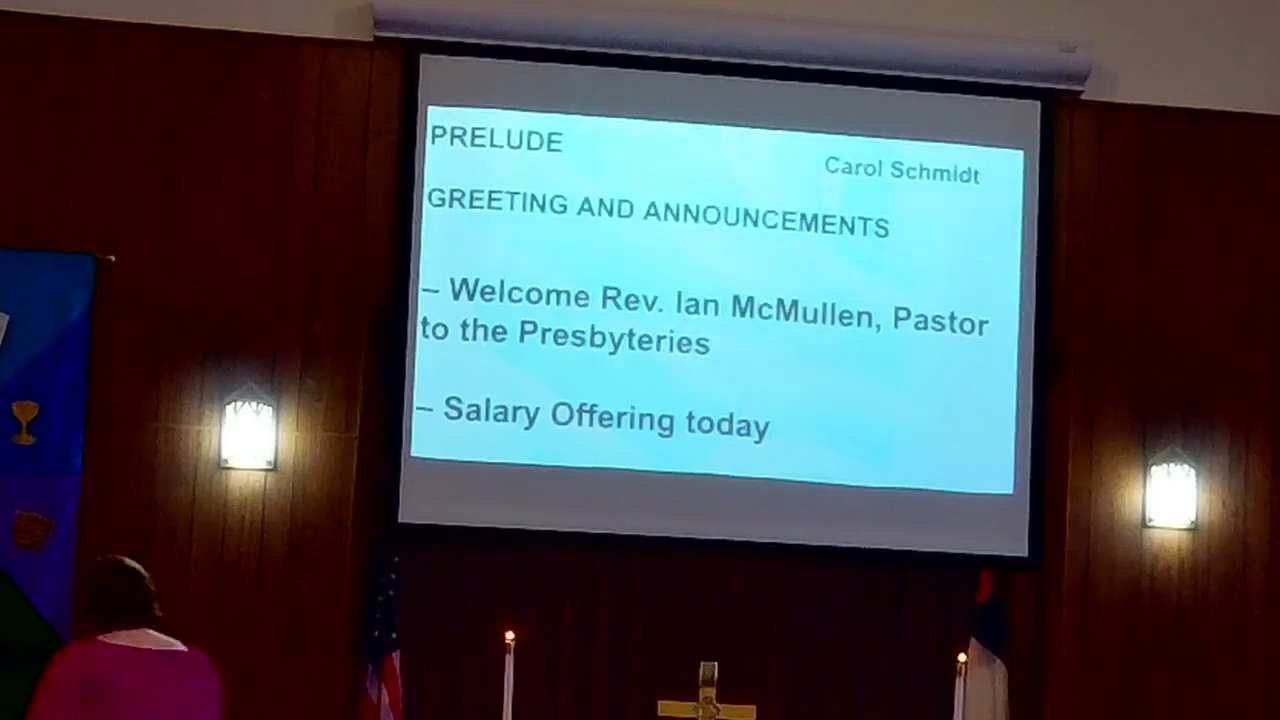 PRELUDE
Carol Schmidt
GREETING AND ANNOUNCEMENTS
– Welcome Rev. Ian McMullen, Pastor
to the Presbyteries
– Salary Offering today